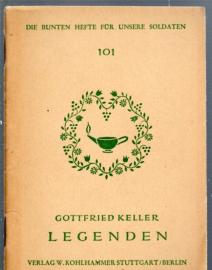 DIE BUNTEN HEFTE FÜR UNSERE SOLDATEN
101
GOTTFRIED KELLER
LEGENDEN
VERLAG W. KOHLHAMMER STUTTGART/BERLIN